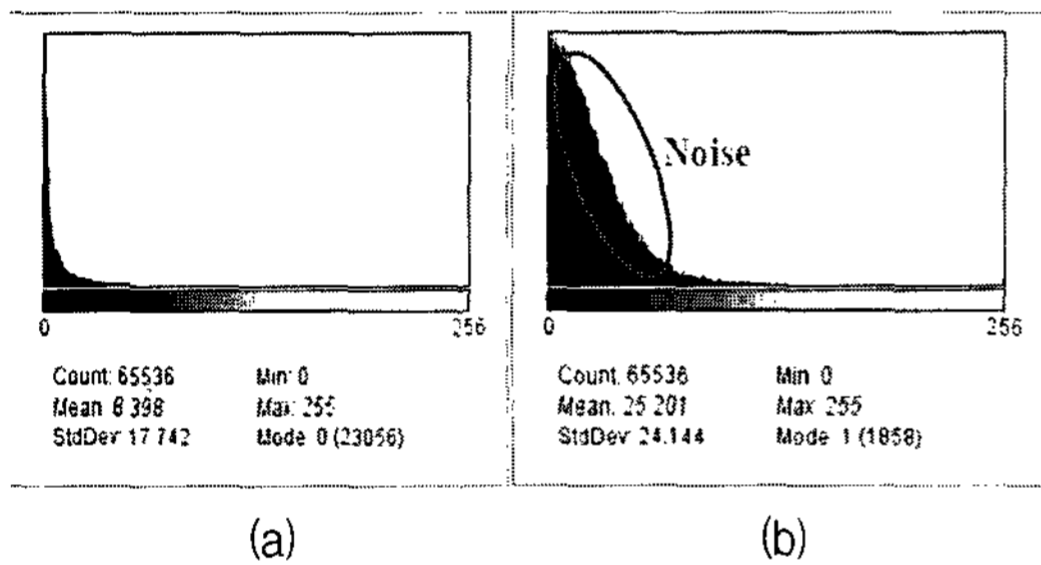 Noise
0 256
Count: 65536 Min: 0
Mean: 8.398 Max: 255
StdDev: 17.742 Mode: 0 (23056)
0 256
Count: 65536 Min: 0
Mean: 25.201 Max: 255
StdDev: 24.144 Mode: 1 (1858)
(a) (b)